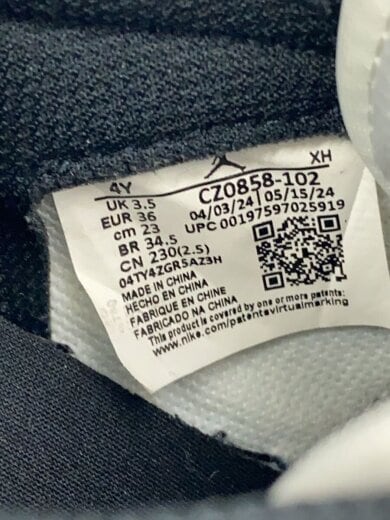 4Y XH
UK 3.5 CZ0858-102
EUR 36 04/03/24 05/15/24
cm 23 UPC 00197597025919
BR 34.5
CN 230(2.5)
04TY4ZGR5AZ3H
MADE IN CHINA
HECHO EN CHINA
FABRIQUE EN CHINE
FABRICADO NA CHINA
This product is covered by one or more patents:
www.nike.com/patentsvirtualmarking